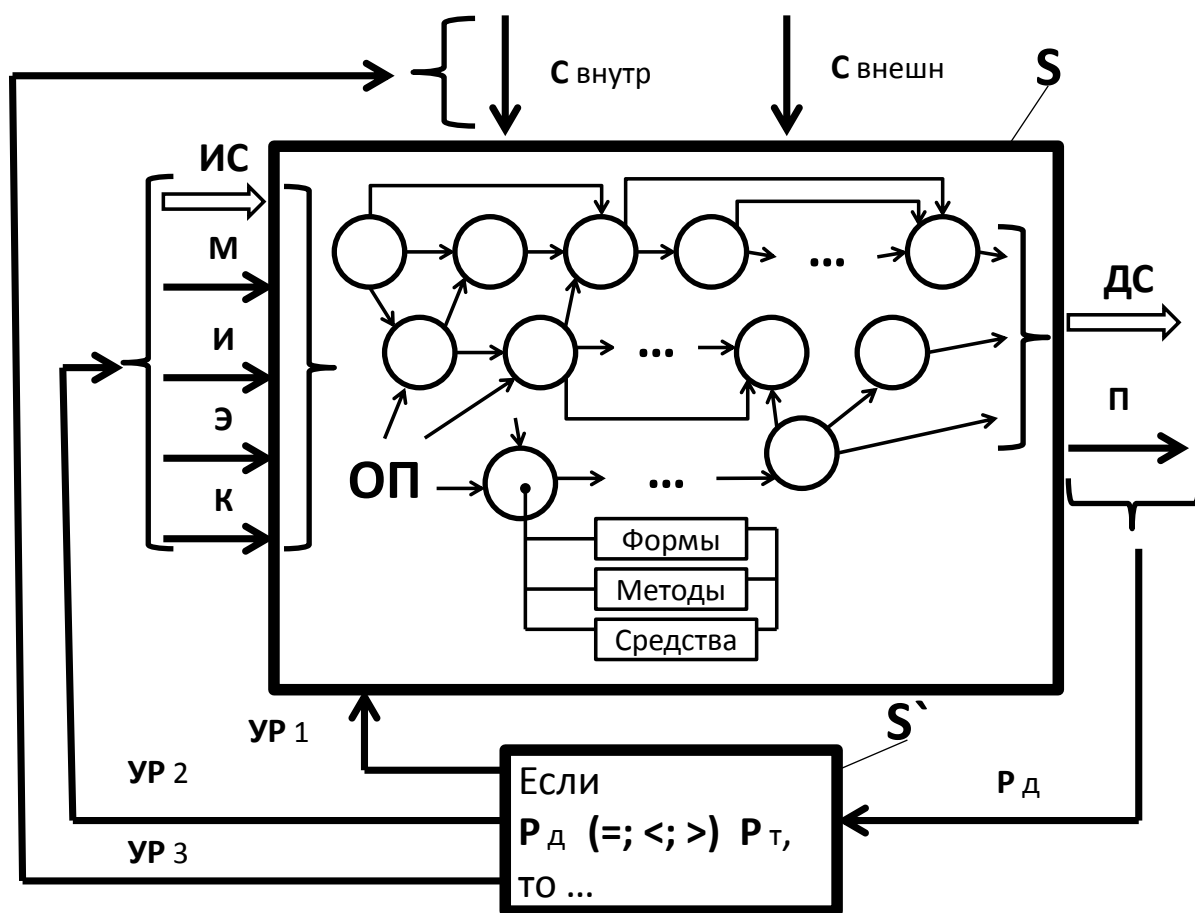 С внутр
С внешн
S
ИС
М
И
Э
К
...
...
ОП
...
Формы
Методы
Средства
ДС
П
УР 1
УР 2
УР 3
S`
Если
Р д (=; <; >) Р т,
то ...
Р д